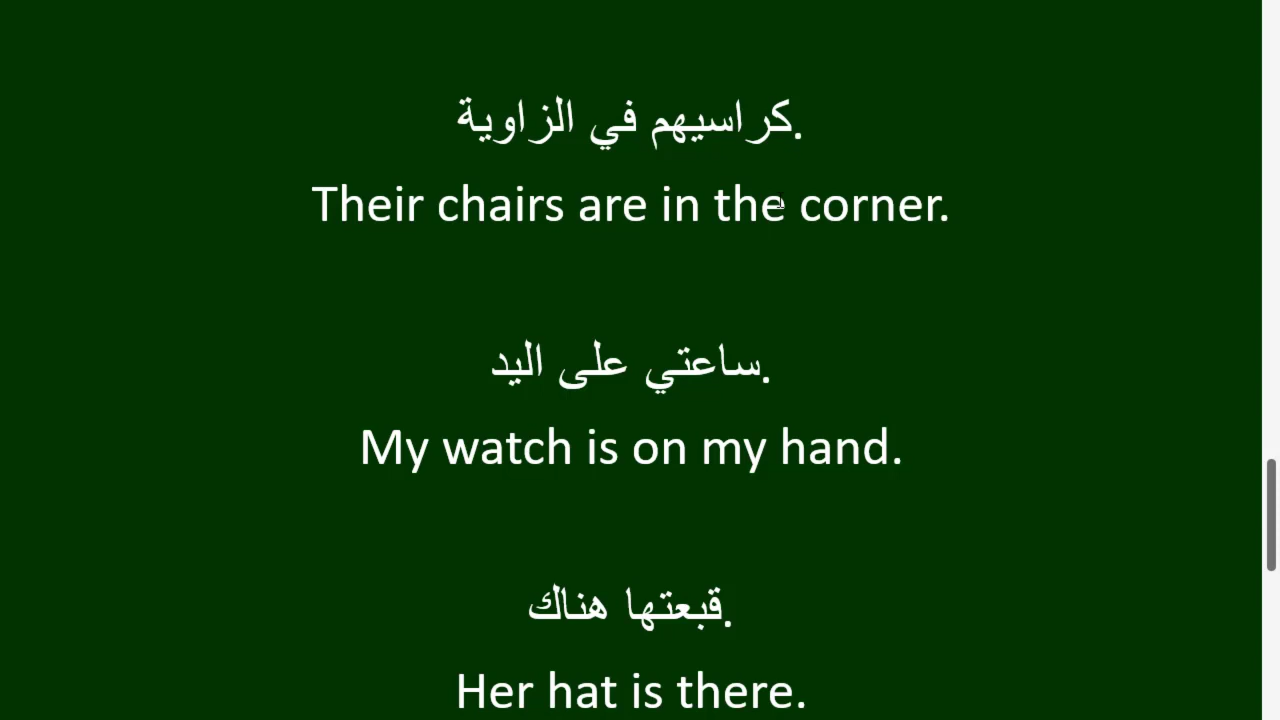 كراسيهم في الزاوية.
Their chairs are in the corner.
ساعتي على اليد.
My watch is on my hand.
قبعتها هناك.
Her hat is there.